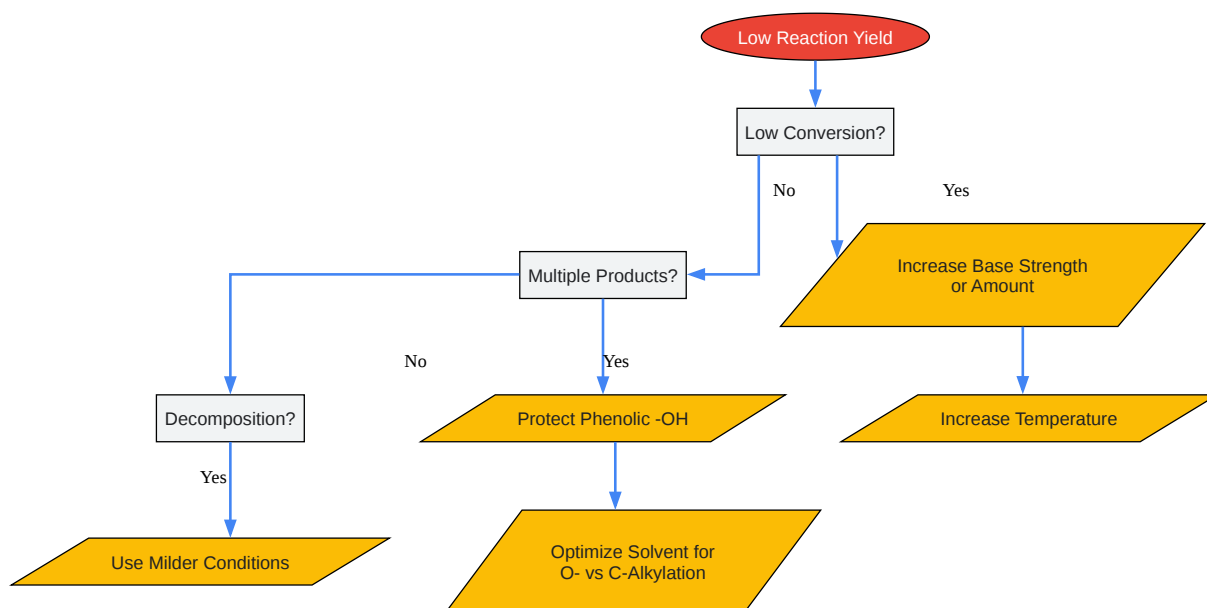 Low Reaction Yield
Low Conversion?
No
Yes
Multiple Products?
Increase Base Strength
or Amount
No
Yes
Decomposition?
Protect Phenolic -OH
Increase Temperature
Yes
Use Milder Conditions
Optimize Solvent for
O- vs C-Alkylation